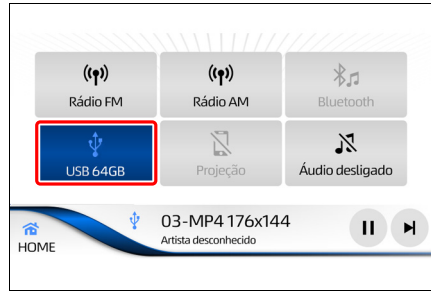 Rádio FM
Rádio AM
Bluetooth
USB 64GB
Projeção
Áudio desligado
HOME
03-MP4 176x144
Artista desconhecido